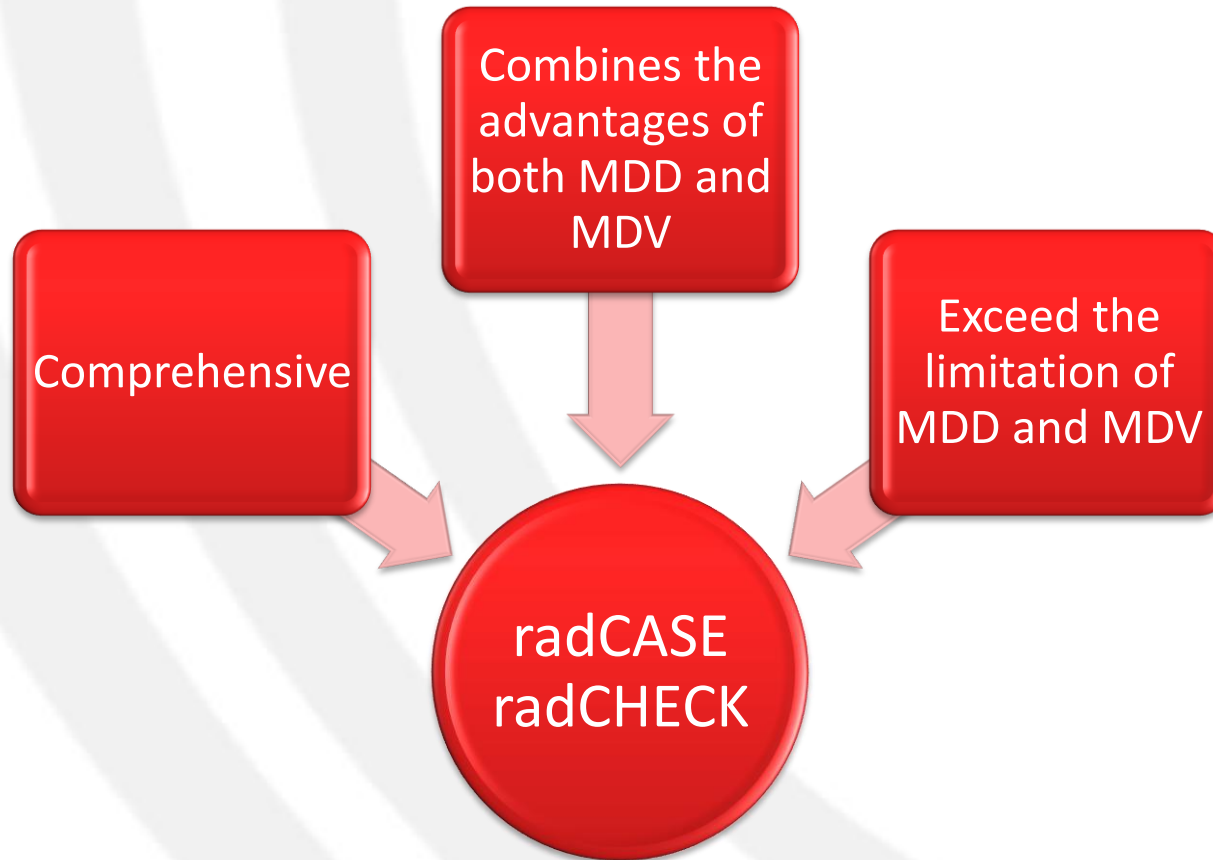 Combines the
advantages of
both MDD and
MDV
Comprehensive
Exceed the
limitation of
MDD and MDV
radCASE
radCHECK